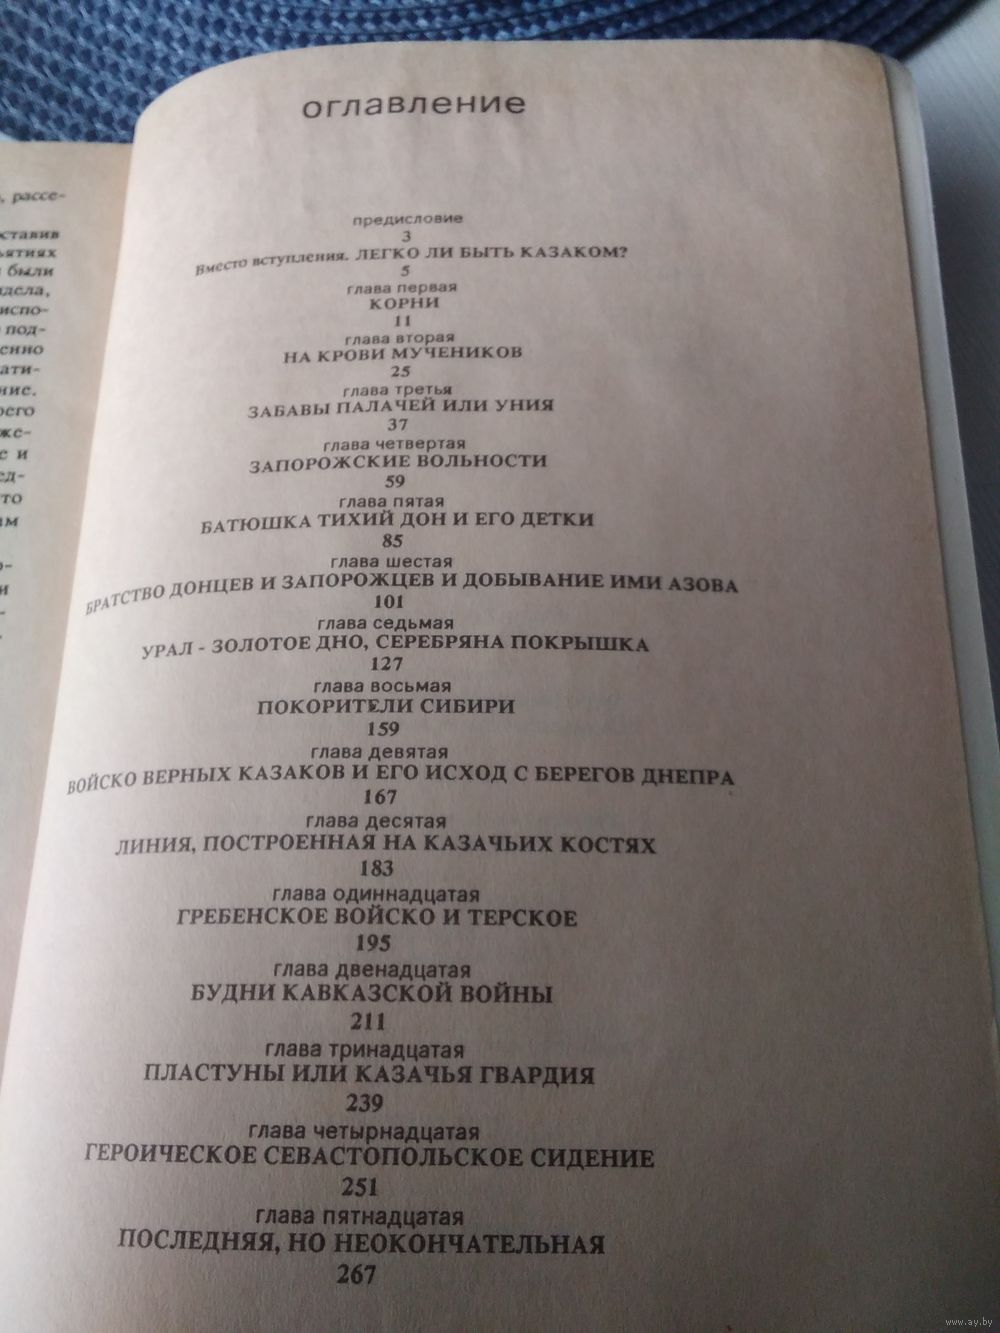 оглавление
предисловие
3
Вместо вступления. ЛЕГКО ЛИ БЫТЬ КАЗАКОМ?
5
глава первая
КОРНИ
11
глава вторая
НА КРОВИ МУЧЕНИКОВ
25
глава третья
ЗАБАВЫ ПАЛАЧЕЙ ИЛИ УНИЯ
37
глава четвертая
ЗАПОРОЖСКИЕ ВОЛЬНОСТИ
59
глава пятая
БАТЮШКА ТИХИЙ ДОН И ЕГО ДЕТКИ
85
глава шестая
БРАТСТВО ДОНЦЕВ И ЗАПОРОЖЦЕВ И ДОБЫВАНИЕ ИМИ АЗОВА
101
глава седьмая
УРАЛ - ЗОЛОТОЕ ДНО, СЕРЕБРЯНА ПОКРЫШКА
127
глава восьмая
ПОКОРИТЕЛИ СИБИРИ
159
глава девятая
ВОЙСКО ВЕРНЫХ КАЗАКОВ И ЕГО ИСХОД С БЕРЕГОВ ДНЕПРА
167
глава десятая
ЛИНИЯ, ПОСТРОЕННАЯ НА КАЗАЧЬИХ КОСТЯХ
183
глава одиннадцатая
ГРЕБЕНСКОЕ ВОЙСКО И ТЕРСКОЕ
195
глава двенадцатая
БУДНИ КАВКАЗСКОЙ ВОЙНЫ
211
глава тринадцатая
ПЛАСТУНЫ ИЛИ КАЗАЧЬЯ ГВАРДИЯ
239
глава четырнадцатая
ГЕРОИЧЕСКОЕ СЕВАСТОПОЛЬСКОЕ СИДЕНИЕ
251
глава пятнадцатая
ПОСЛЕДНЯЯ, НО НЕОКОНЧАТЕЛЬНАЯ
267
www.ay.by